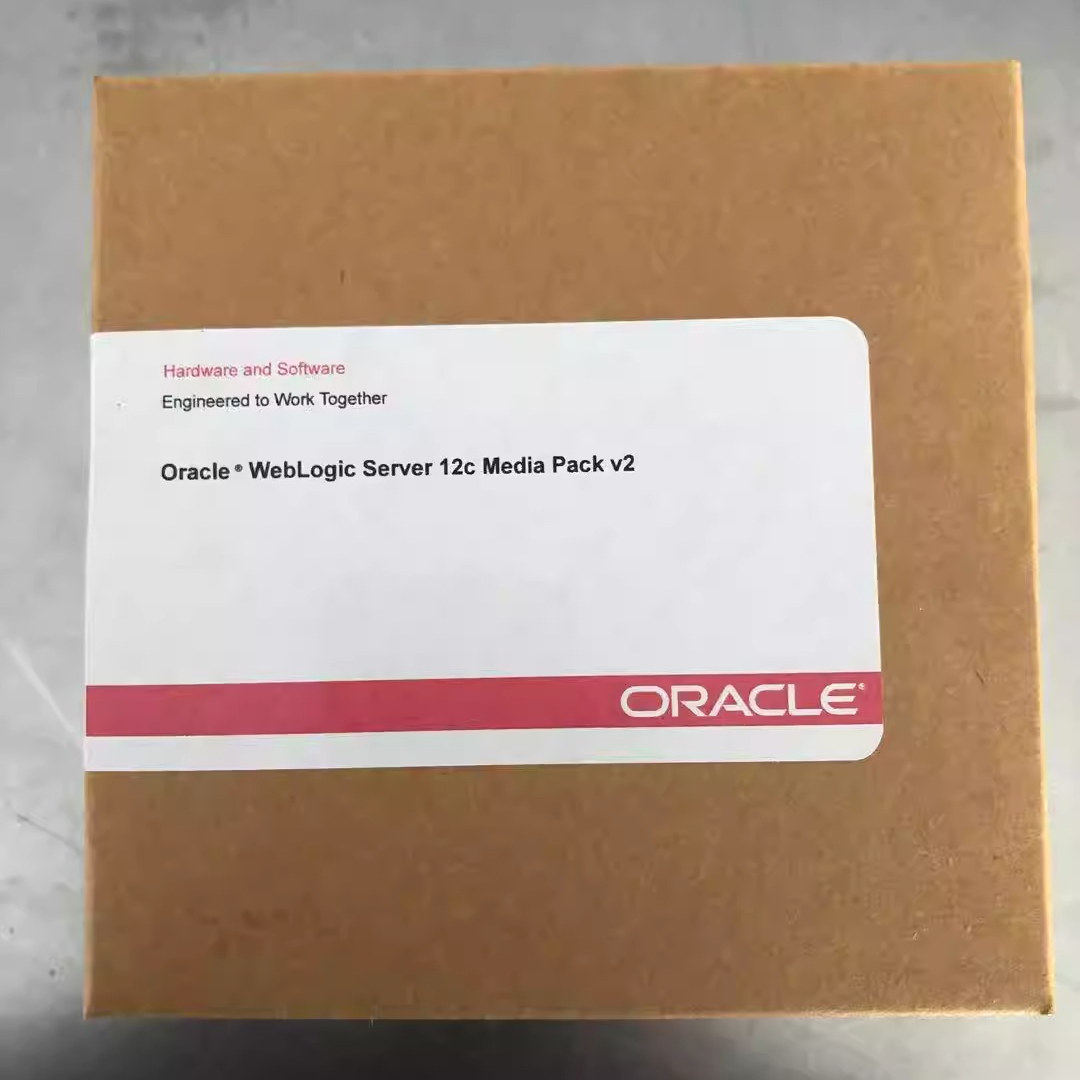 Hardware and Software
Engineered to Work Together
Oracle® WebLogic Server 12c Media Pack v2
ORACLE®